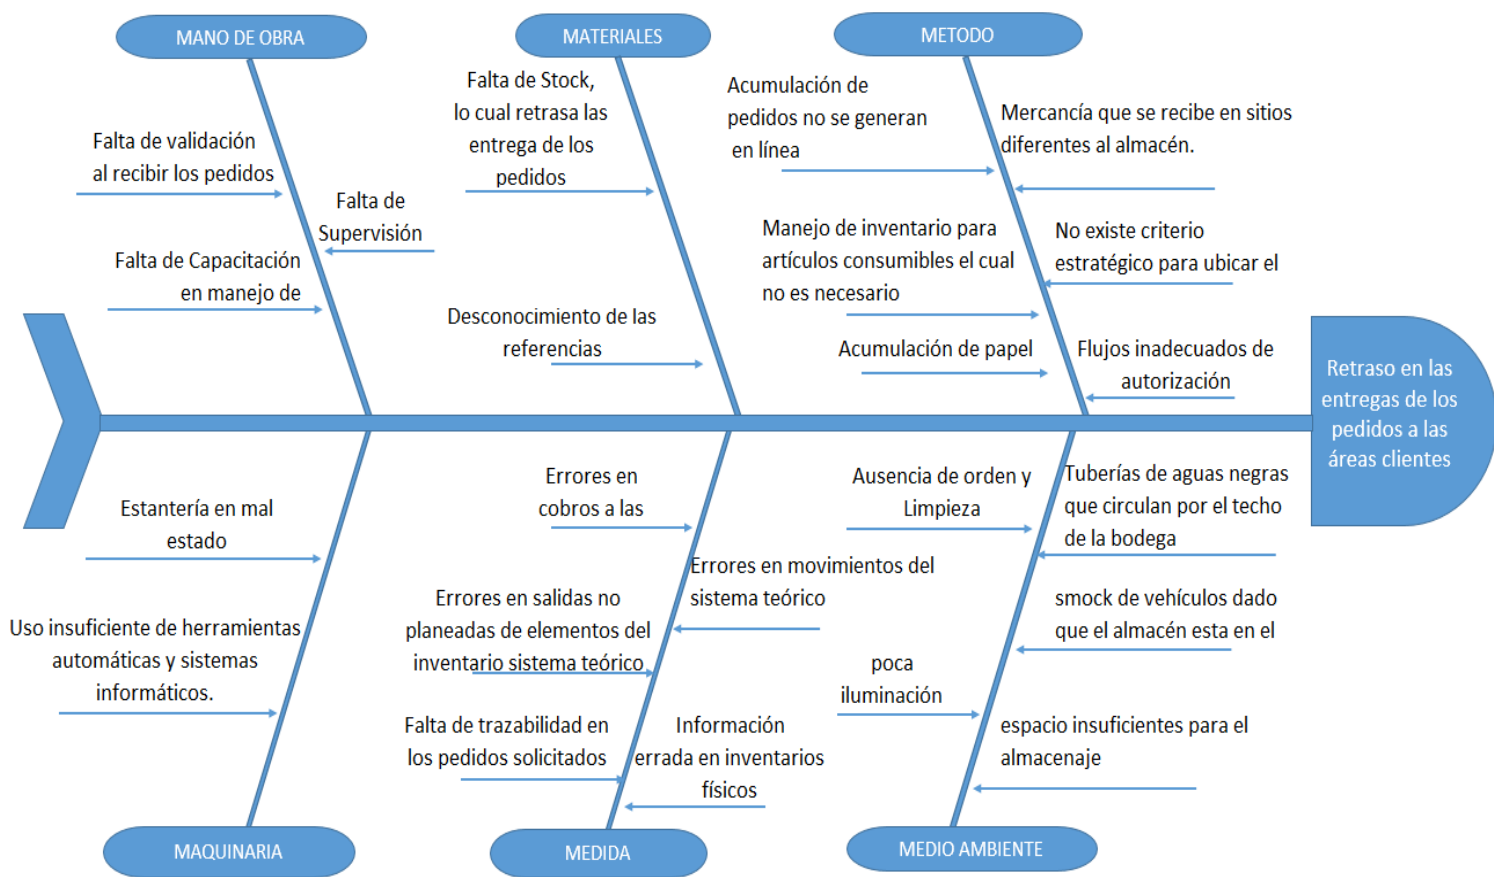 MANO DE OBRA
MATERIALES
METODO
Falta de validación
al recibir los pedidos
Falta de
Supervisión
Falta de Capacitación
en manejo de
Falta de Stock,
lo cual retrasa las
entrega de los
pedidos
Desconocimiento de las
referencias
Acumulación de
pedidos no se generan
en línea
Mercancía que se recibe en sitios
diferentes al almacén.
Manejo de inventario para
artículos consumibles el cual
no es necesario
No existe criterio
estratégico para ubicar el
Acumulación de papel
Flujos inadecuados de
autorización
Retraso en las
entregas de los
pedidos a las
áreas clientes
Estantería en mal
estado
Uso insuficiente de herramientas
automáticas y sistemas
informáticos.
Errores en
cobros a las
Errores en movimientos del
sistema teórico
Errores en salidas no
planeadas de elementos del
inventario sistema teórico
Falta de trazabilidad en
los pedidos solicitados
Información
errada en inventarios
físicos
Ausencia de orden y
Limpieza
Tuberías de aguas negras
que circulan por el techo
de la bodega
smock de vehículos dado
que el almacén esta en el
poca
iluminación
espacio insuficientes para el
almacenaje
MAQUINARIA
MEDIDA
MEDIO AMBIENTE